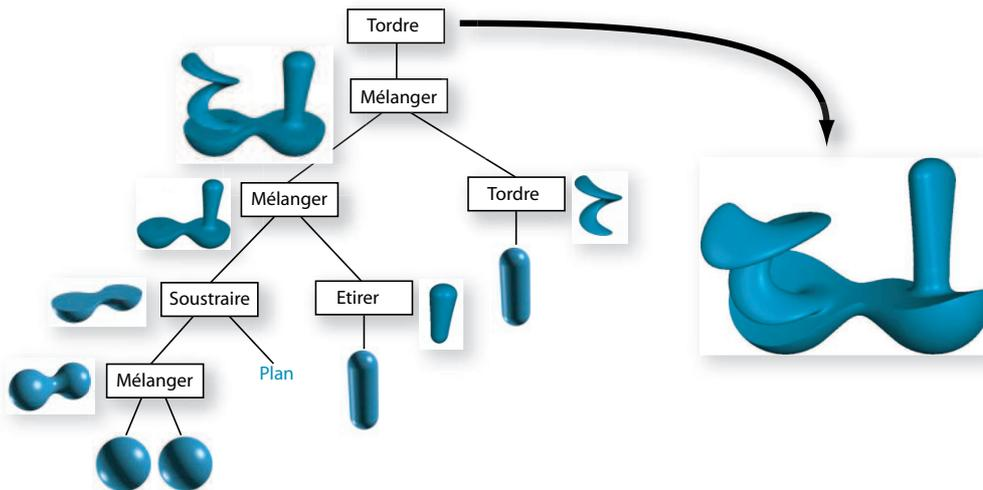 Tordre
Mélanger
Mélanger
Tordre
Soustraire
Etirer
Mélanger
Plan